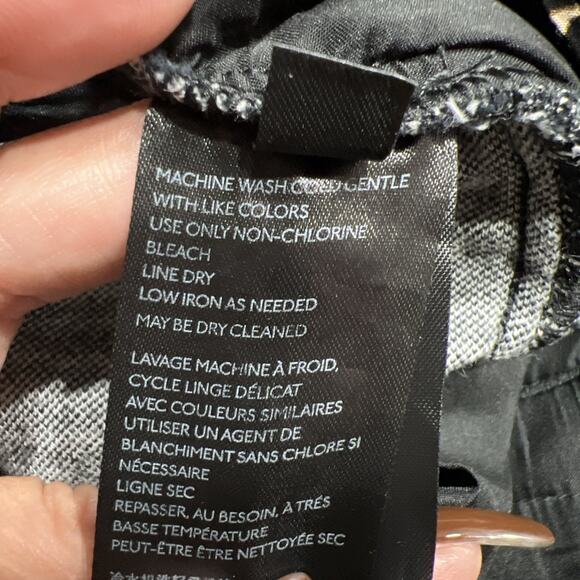 MACHINE WASH COLD GENTLE
WITH LIKE COLORS
USE ONLY NON-CHLORINE
BLEACH
LINE DRY
LOW IRON AS NEEDED
MAY BE DRY CLEANED
LAVAGE MACHINE À FROID,
CYCLE LINGE DÉLICAT
AVEC COULEURS SIMILAIRES
UTILISER UN AGENT DE
BLANCHIMENT SANS CHLORE SI
NÉCESSAIRE
LIGNE SEC
REPASSER, AU BESOIN, À TRÉS
BASSE TEMPÉRATURE
PEUT-ÊTRE ÊTRE NETTOYÉE SEC